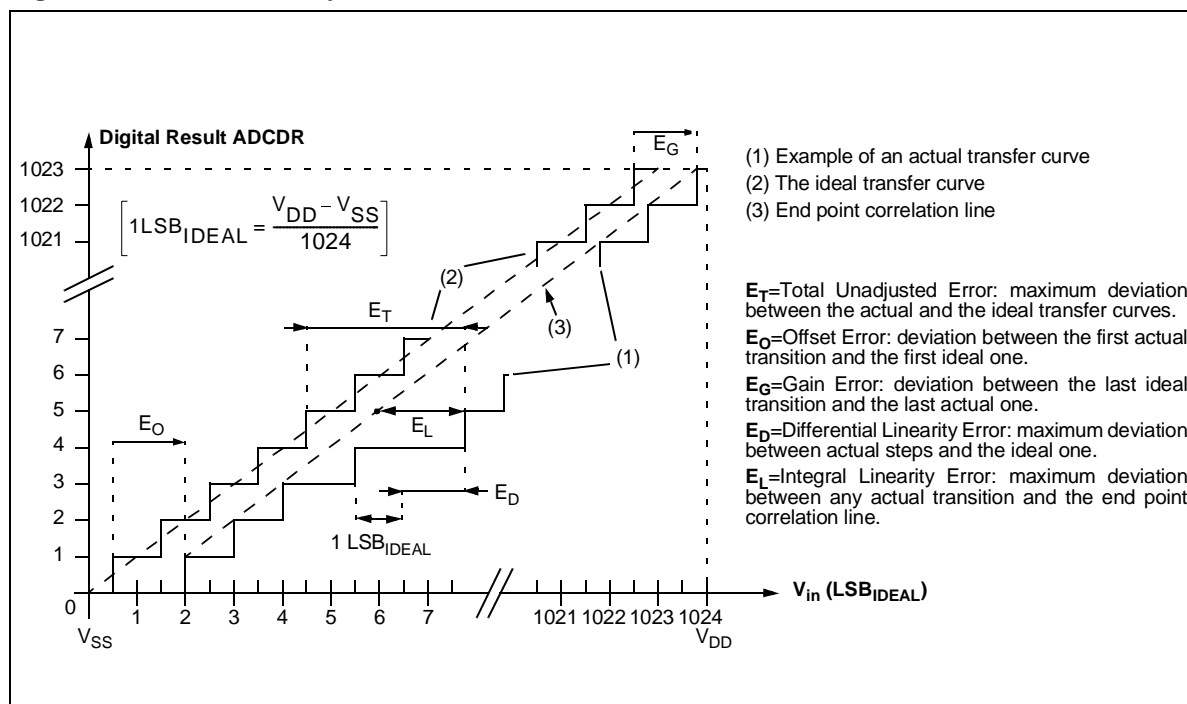 Digital Result ADCDR
E_G
1023
1022
1021
1LSB_IDEAL = V_DD – V_SS / 1024
(2)
E_T
(3)
7
6
(1)
5
E_L
E_O
4
3
E_D
2
1 LSB_IDEAL
1
0
1 2 3 4 5 6 7 1021 1022 1023 1024
V_in (LSB_IDEAL)
V_SS
V_DD
(1) Example of an actual transfer curve
(2) The ideal transfer curve
(3) End point correlation line
E_T=Total Unadjusted Error: maximum deviation
between the actual and the ideal transfer curves.
E_O=Offset Error: deviation between the first actual
transition and the first ideal one.
E_G=Gain Error: deviation between the last ideal
transition and the last actual one.
E_D=Differential Linearity Error: maximum deviation
between actual steps and the ideal one.
E_L=Integral Linearity Error: maximum deviation
between any actual transition and the end point
correlation line.